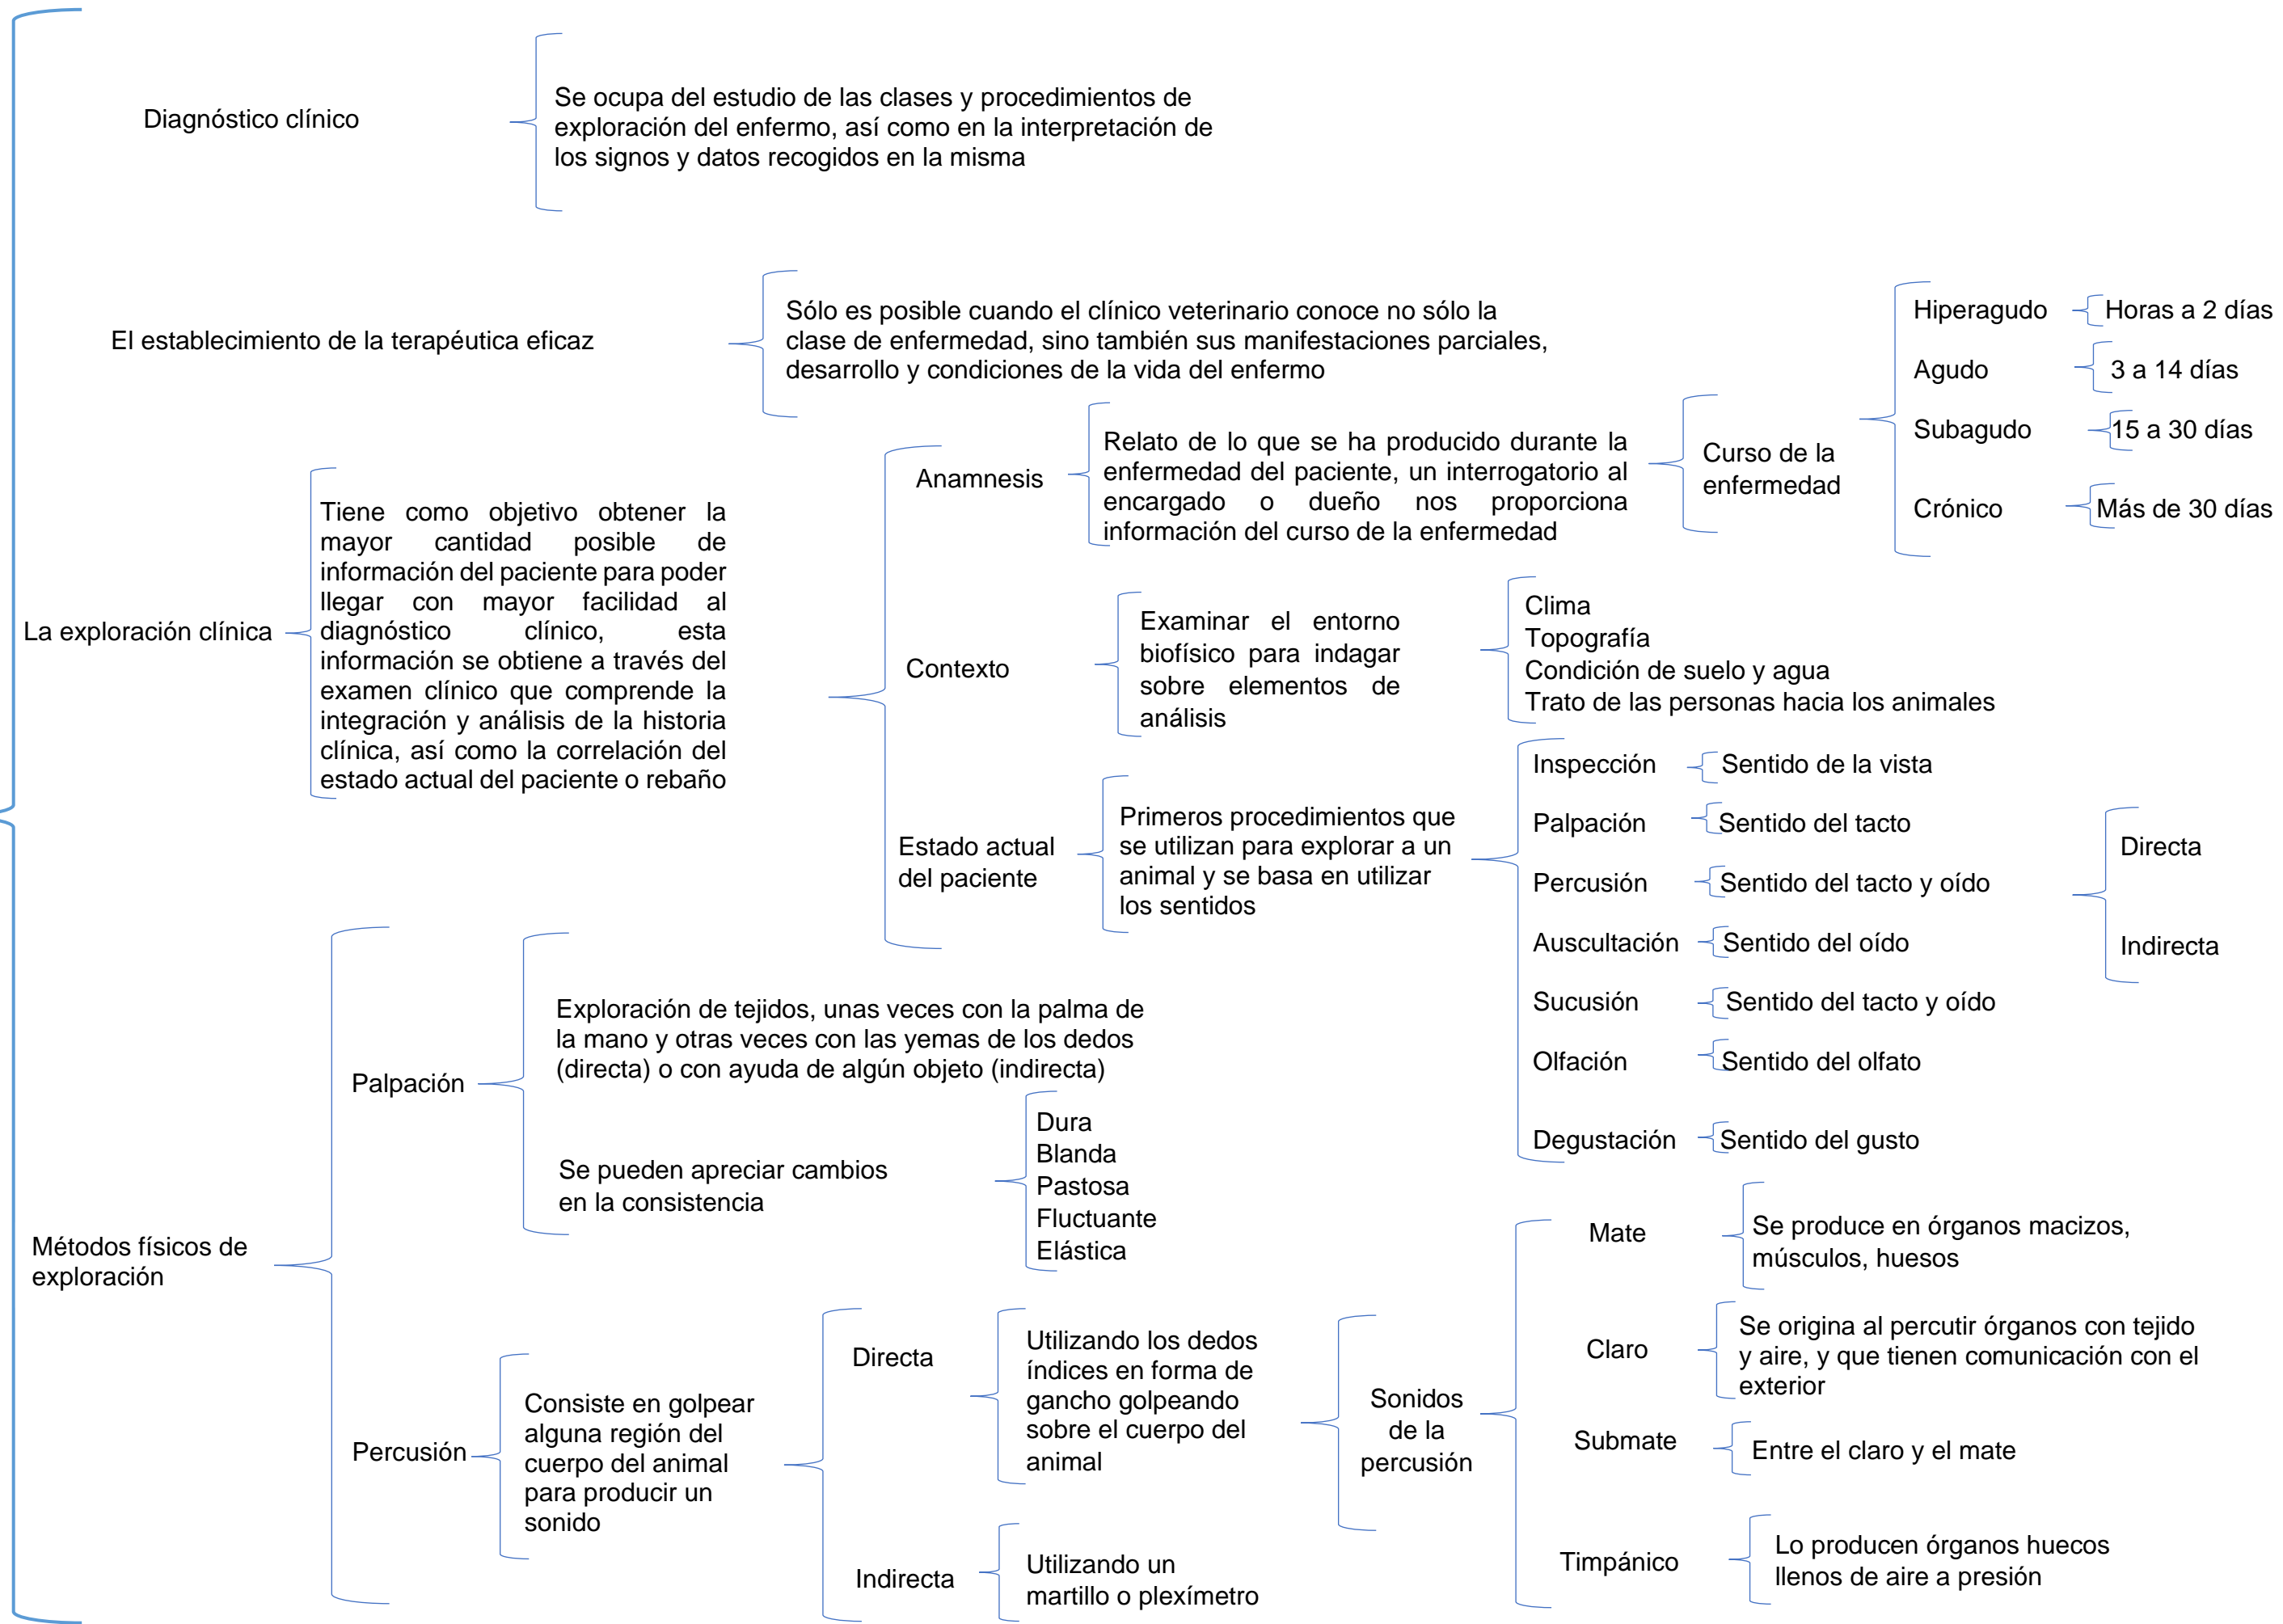 Diagnóstico clínico
Se ocupa del estudio de las clases y procedimientos de
exploración del enfermo, así como en la interpretación de
los signos y datos recogidos en la misma
El establecimiento de la terapéutica eficaz
Sólo es posible cuando el clínico veterinario conoce no sólo la
clase de enfermedad, sino también sus manifestaciones parciales,
desarrollo y condiciones de la vida del enfermo
La exploración clínica
Tiene como objetivo obtener la
mayor cantidad posible de
información del paciente para poder
llegar con mayor facilidad al
diagnóstico clínico, esta
información se obtiene a través del
examen clínico que comprende la
integración y análisis de la historia
clínica, así como la correlación del
estado actual del paciente o rebaño
Anamnesis
Relato de lo que se ha producido durante la
enfermedad del paciente, un interrogatorio al
encargado o dueño nos proporciona
información del curso de la enfermedad
Curso de la
enfermedad
Hiperagudo
Horas a 2 días
Agudo
3 a 14 días
Subagudo
15 a 30 días
Crónico
Más de 30 días
Contexto
Examinar el entorno
biofísico para indagar
sobre elementos de
análisis
Clima
Topografía
Condición de suelo y agua
Trato de las personas hacia los animales
Estado actual
del paciente
Primeros procedimientos que
se utilizan para explorar a un
animal y se basa en utilizar
los sentidos
Inspección
Sentido de la vista
Palpación
Sentido del tacto
Percusión
Sentido del tacto y oído
Auscultación
Sentido del oído
Sucusión
Sentido del tacto y oído
Olfación
Sentido del olfato
Degustación
Sentido del gusto
Directa
Indirecta
Métodos físicos de
exploración
Palpación
Exploración de tejidos, unas veces con la palma de
la mano y otras veces con las yemas de los dedos
(directa) o con ayuda de algún objeto (indirecta)
Se pueden apreciar cambios
en la consistencia
Dura
Blanda
Pastosa
Fluctuante
Elástica
Percusión
Consiste en golpear
alguna región del
cuerpo del animal
para producir un
sonido
Directa
Utilizando los dedos
índices en forma de
gancho golpeando
sobre el cuerpo del
animal
Indirecta
Utilizando un
martillo o plexímetro
Sonidos
de la
percusión
Mate
Se produce en órganos macizos,
músculos, huesos
Claro
Se origina al percutir órganos con tejido
y aire, y que tienen comunicación con el
exterior
Submate
Entre el claro y el mate
Timpánico
Lo producen órganos huecos
llenos de aire a presión